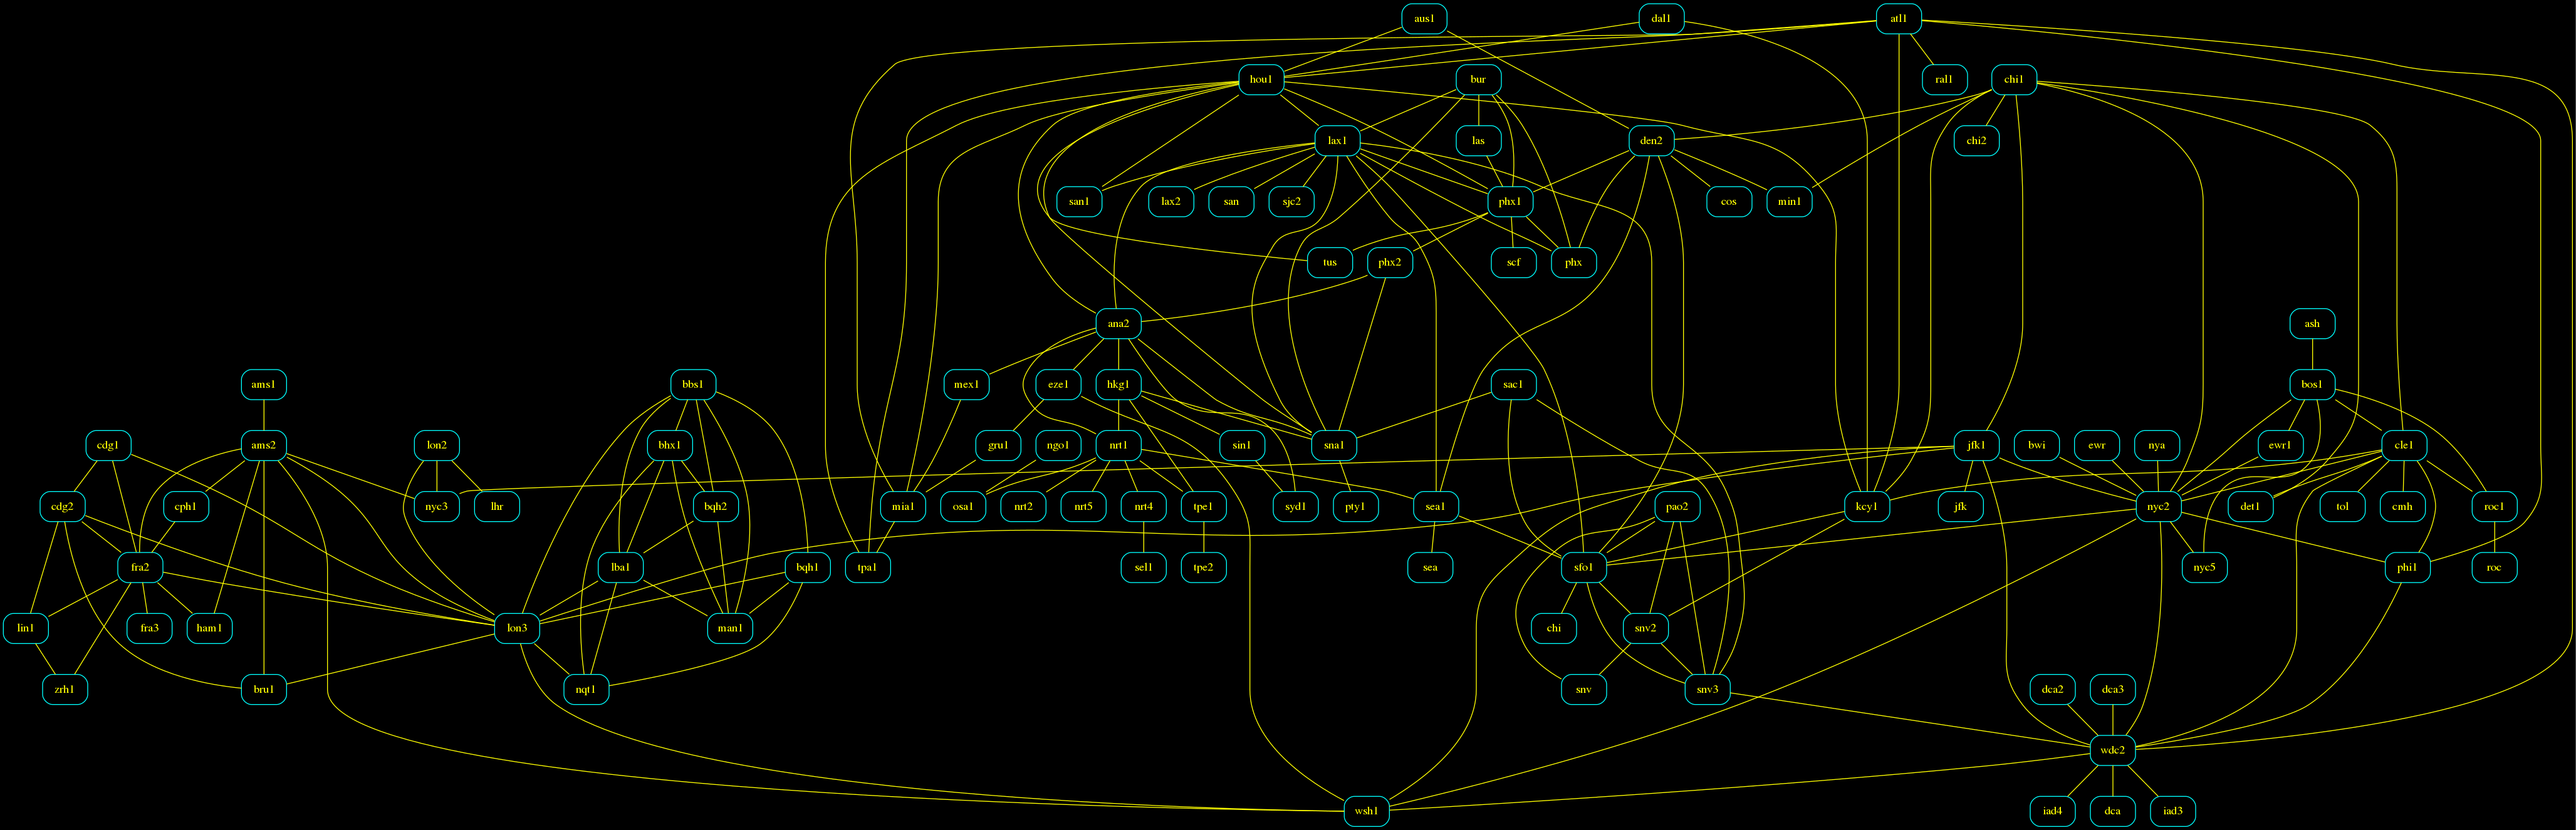 aus1 dal1 atl1
hou1 bur ral1 chi1
lax1 las den2 chi2
san1 lax2 san sjc2 phx1 cos min1
tus phx2 scf phx
ana2 ash
ams1 bbs1 mex1 eze1 hkg1 sac1 bos1
cdg1 ams2 lon2 bhx1 gru1 ngo1 nrt1 sin1 sna1 jfk1 bwi ewr nya ewr1 cle1
cdg2 cph1 nyc3 lhr bqh2 mia1 osa1 nrt2 nrt5 nrt4 tpe1 syd1 pty1 sea1 pao2 kcy1 jfk nyc2 det1 tol cmh roc1
fra2 lba1 bqh1 tpa1 sel1 tpe2 sea sfo1 nyc5 phi1 roc
lin1 fra3 ham1 lon3 man1 chi snv2
zrh1 bru1 nqt1 snv snv3 dca2 dca3
wdc2
wsh1 iad4 dca iad3